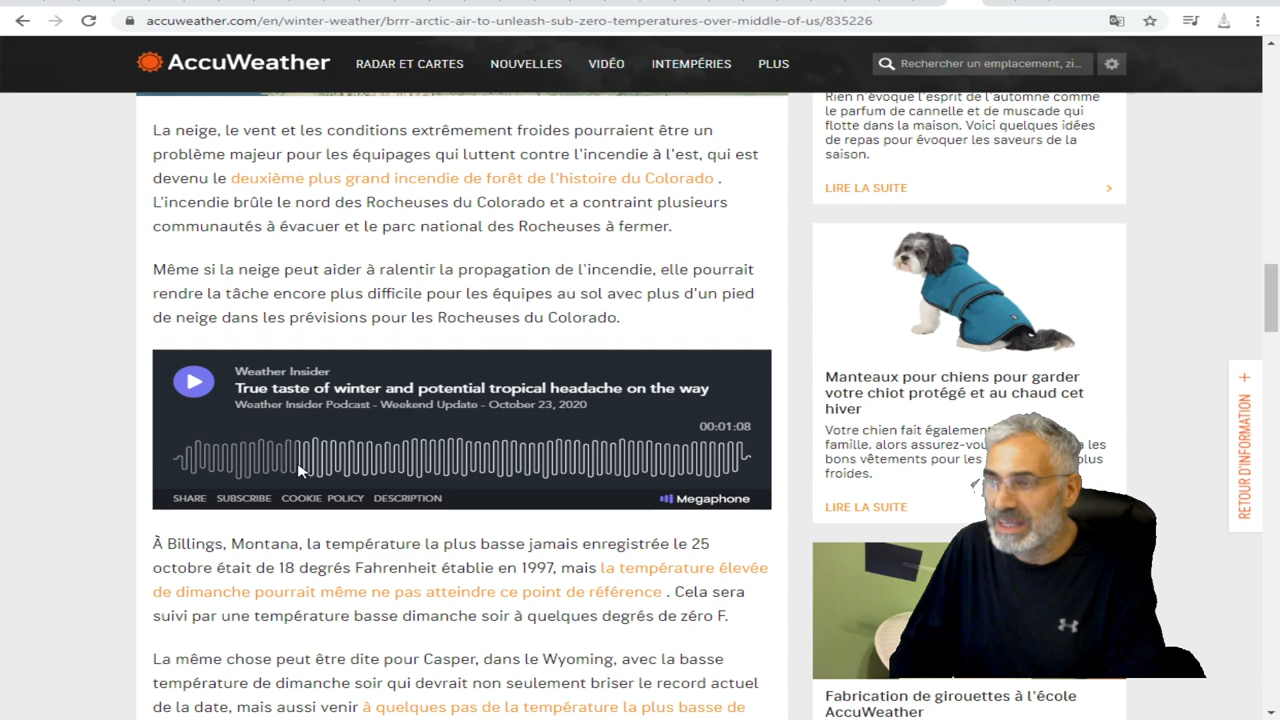 accuweather.com/en/winter-weather/brrr-arctic-air-to-unleash-sub-zero-temperatures-over-middle-of-us/835226
AccuWeather
RADAR ET CARTES
NOUVELLES
VIDÉO
INTEMPÉRIES
PLUS
Rechercher un emplacement, zi...
La neige, le vent et les conditions extrêmement froides pourraient être un
problème majeur pour les équipages qui luttent contre l'incendie à l'est, qui est
devenu le deuxième plus grand incendie de forêt de l'histoire du Colorado .
L'incendie brûle le nord des Rocheuses du Colorado et a contraint plusieurs
communautés à évacuer et le parc national des Rocheuses à fermer.
Même si la neige peut aider à ralentir la propagation de l'incendie, elle pourrait
rendre la tâche encore plus difficile pour les équipes au sol avec plus d'un pied
de neige dans les prévisions pour les Rocheuses du Colorado.
Weather Insider
True taste of winter and potential tropical headache on the way
Weather Insider Podcast - Weekend Update - October 23, 2020
00:01:08
SHARE SUBSCRIBE COOKIE POLICY DESCRIPTION
Megaphone
À Billings, Montana, la température la plus basse jamais enregistrée le 25
octobre était de 18 degrés Fahrenheit établie en 1997, mais la température élevée
de dimanche pourrait même ne pas atteindre ce point de référence . Cela sera
suivi par une température basse dimanche soir à quelques degrés de zéro F.
La même chose peut être dite pour Casper, dans le Wyoming, avec la basse
température de dimanche soir qui devrait non seulement briser le record actuel
de la date, mais aussi venir à quelques pas de la température la plus basse de
Rien n'évoque l'esprit de l'automne comme
le parfum de cannelle et de muscade qui
flotte dans la maison. Voici quelques idées
de repas pour évoquer les saveurs de la
saison.
LIRE LA SUITE >
Manteaux pour chiens pour garder
votre chiot protégé et au chaud cet
hiver
Votre chien fait également
famille, alors assurez-vou les
bons vêtements pour les plus
froides.
LIRE LA SUITE
Fabrication de girouettes à l'école
AccuWeather
RETOUR D'INFORMATION +